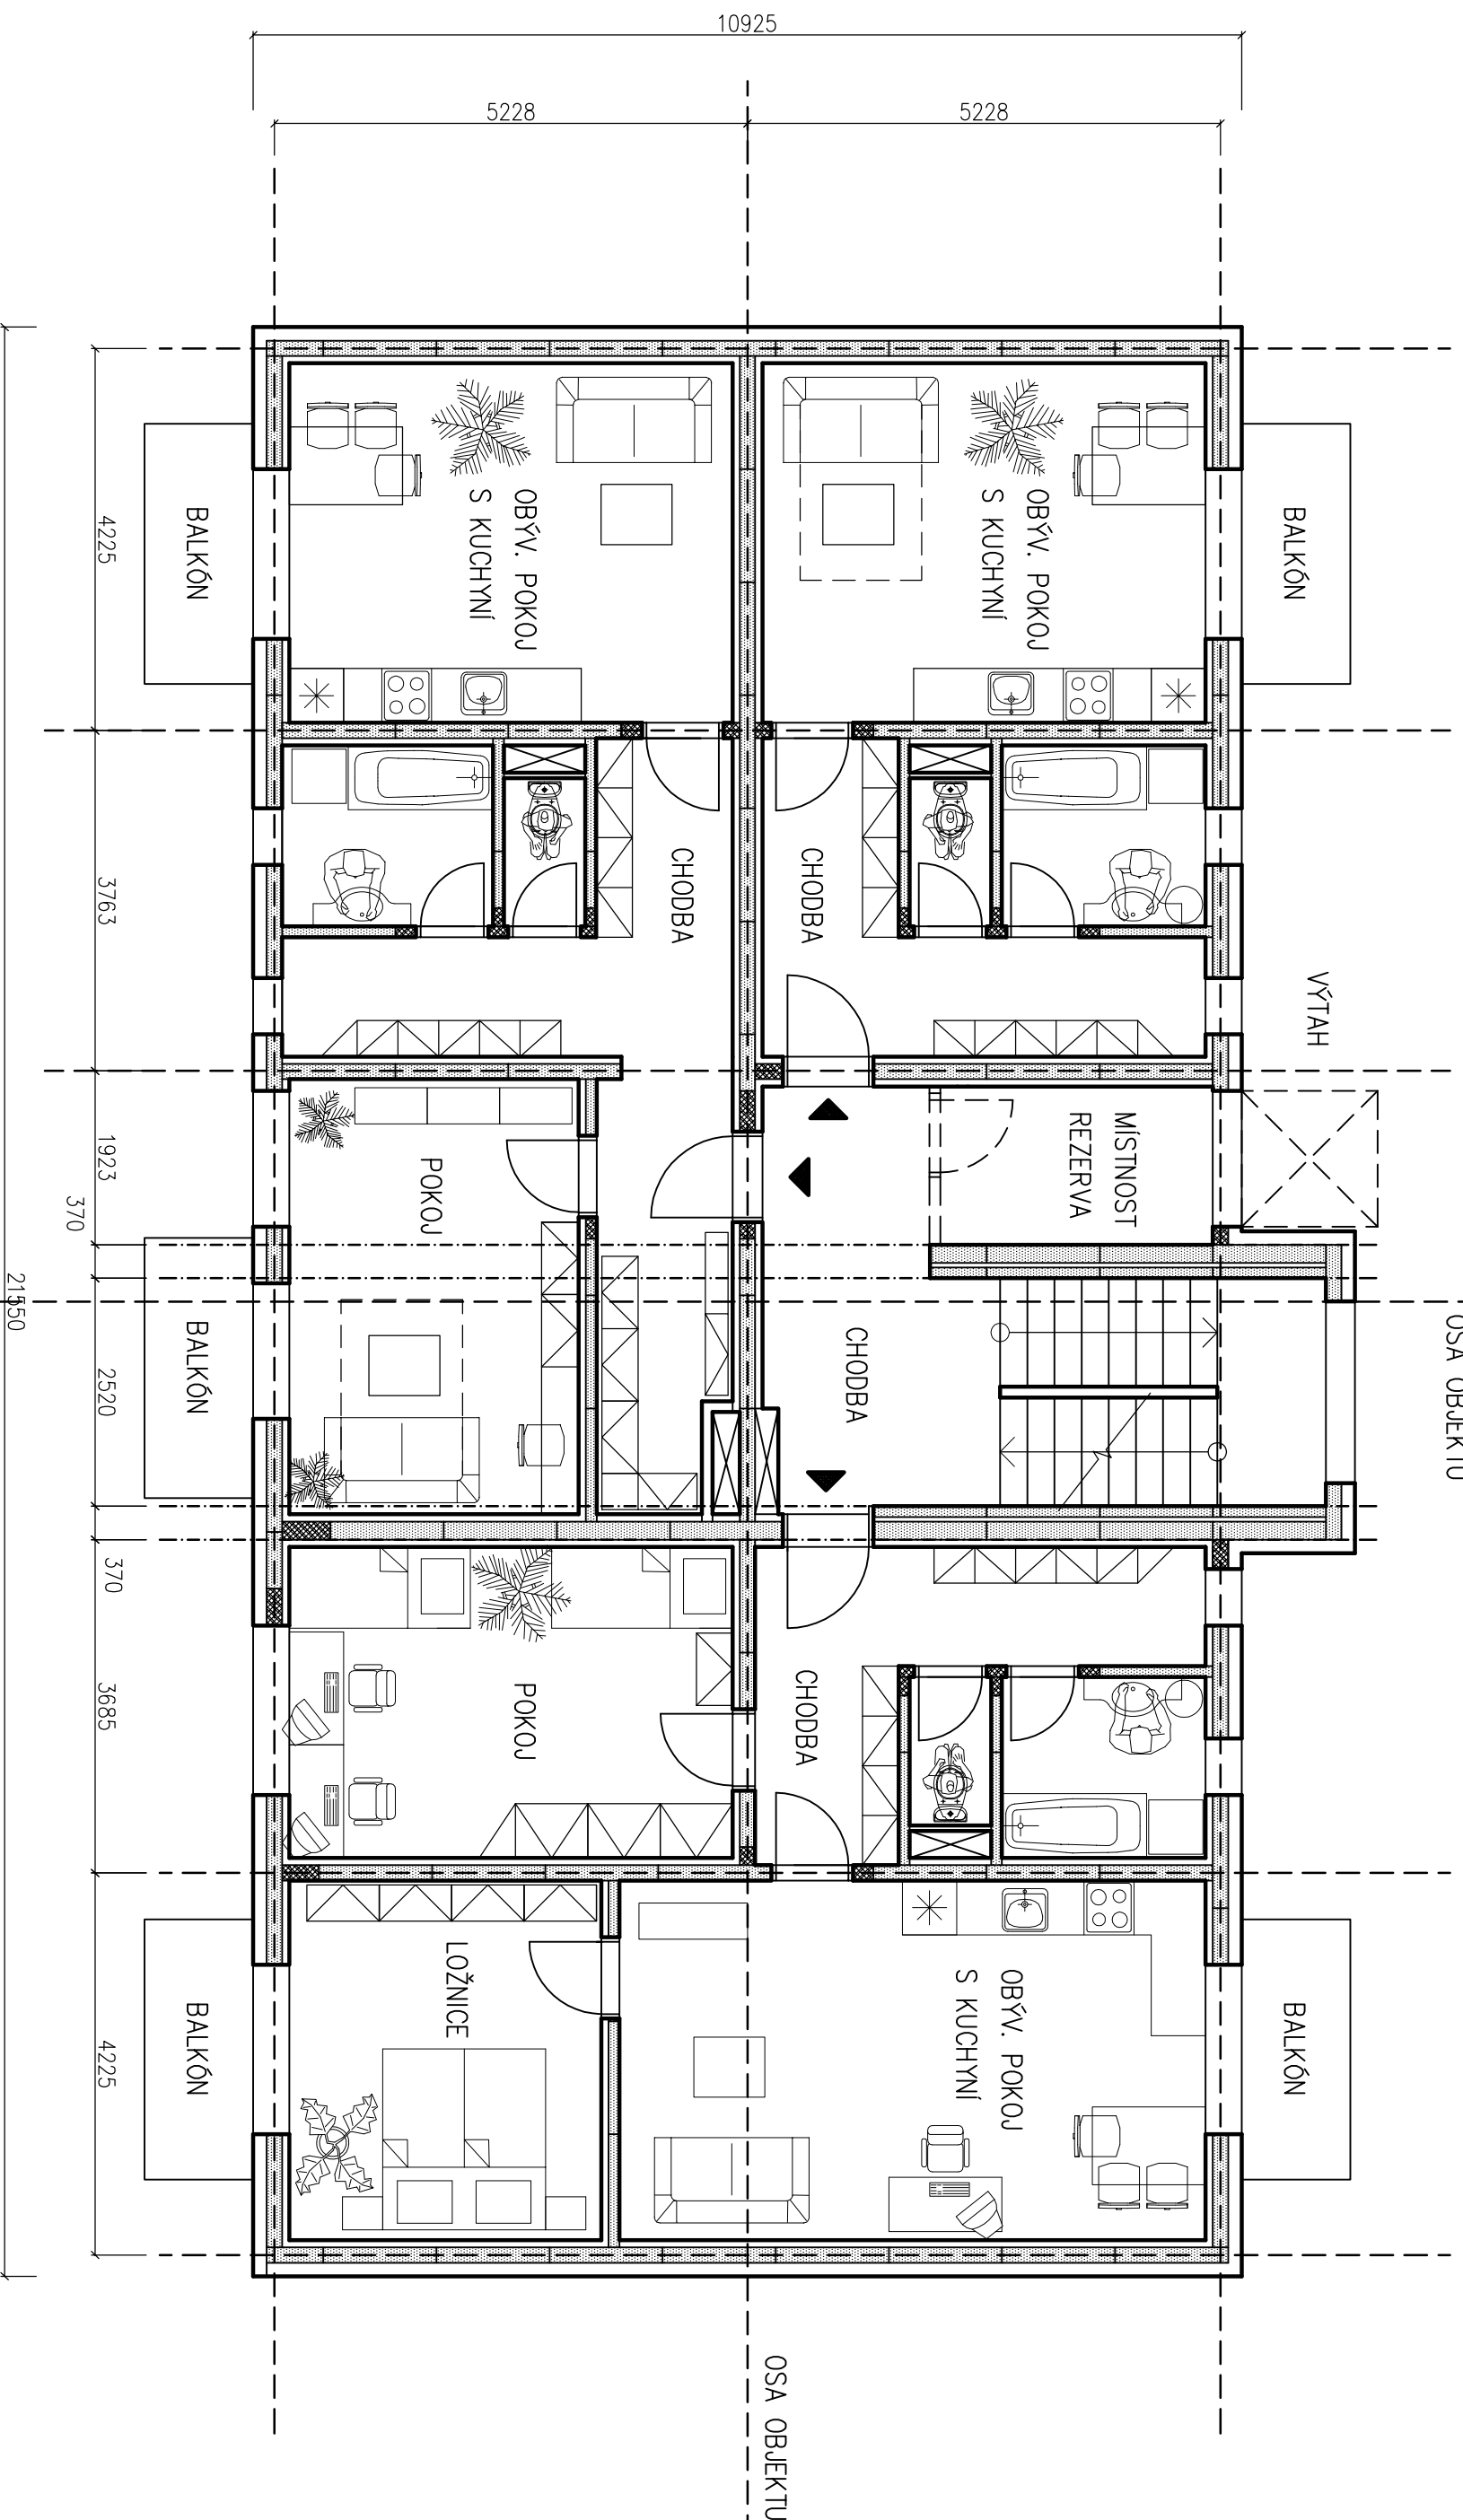 10925
5228
5228
BALKÓN
OBÝV. POKOJ
S KUCHYNÍ
OBÝV. POKOJ
S KUCHYNÍ
BALKÓN
4225
CHODBA
CHODBA
3763
VÝTAH
MÍSTNOST
REZERVA
POKOJ
1923
370
OSA OBJEKTU
CHODBA
BALKÓN
2520
21550
370
CHODBA
POKOJ
3685
BALKÓN
OBÝV. POKOJ
S KUCHYNÍ
LOŽNICE
BALKÓN
4225
OSA OBJEKTU